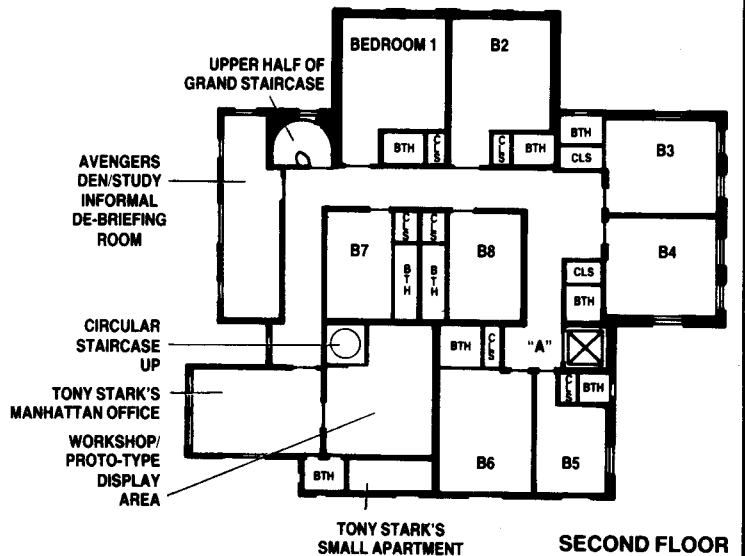 BEDROOM 1
B2
UPPER HALF OF
GRAND STAIRCASE
BTH
CLS
CLS
BTH
BTH
CLS
B3
AVENGERS
DEN/STUDY
INFORMAL
DE-BRIEFING
ROOM
B7
CLS
CLS
BTH
BTH
B8
B4
CLS
BTH
CIRCULAR
STAIRCASE
UP
BTH
CLS
"A"
TONY STARK'S
MANHATTAN OFFICE
CLS
BTH
WORKSHOP/
PROTO-TYPE
DISPLAY
AREA
BTH
B6
B5
TONY STARK'S
SMALL APARTMENT
SECOND FLOOR